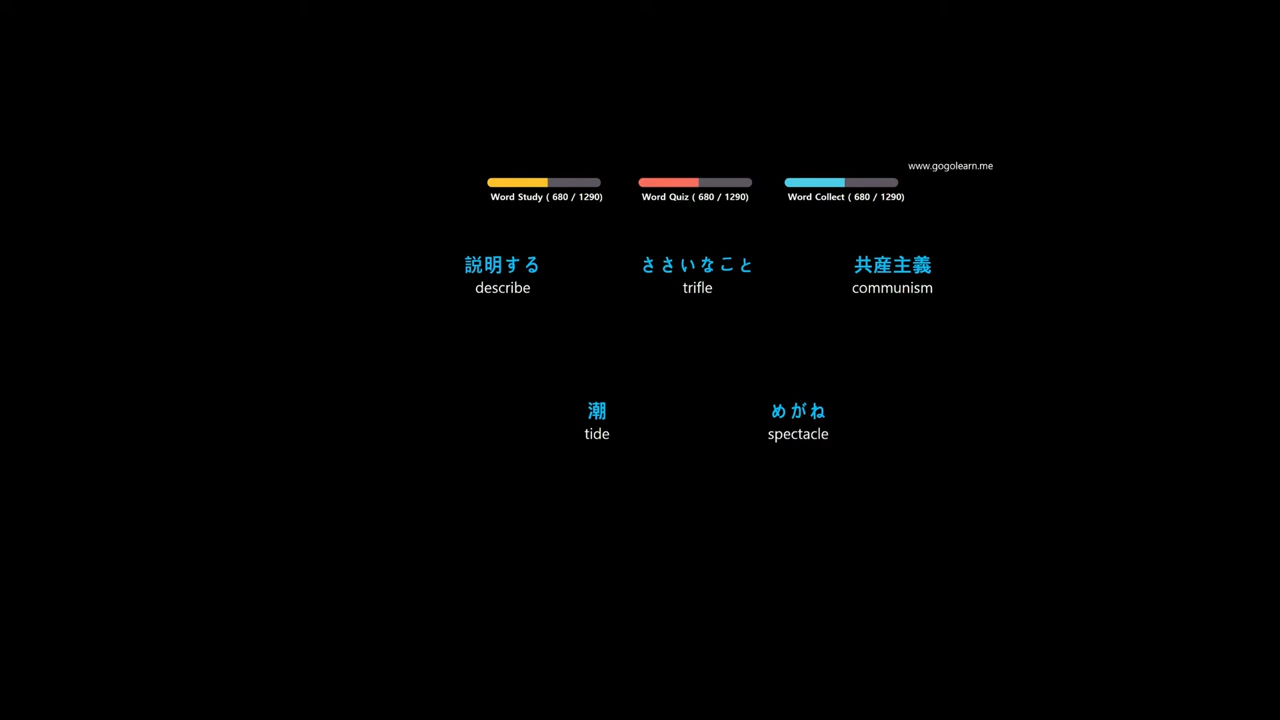 www.gogolearn.me
Word Study ( 680 / 1290)
Word Quiz ( 680 / 1290)
Word Collect ( 680 / 1290)
説明する
describe
ささいなこと
trifle
共産主義
communism
潮
tide
めがね
spectacle